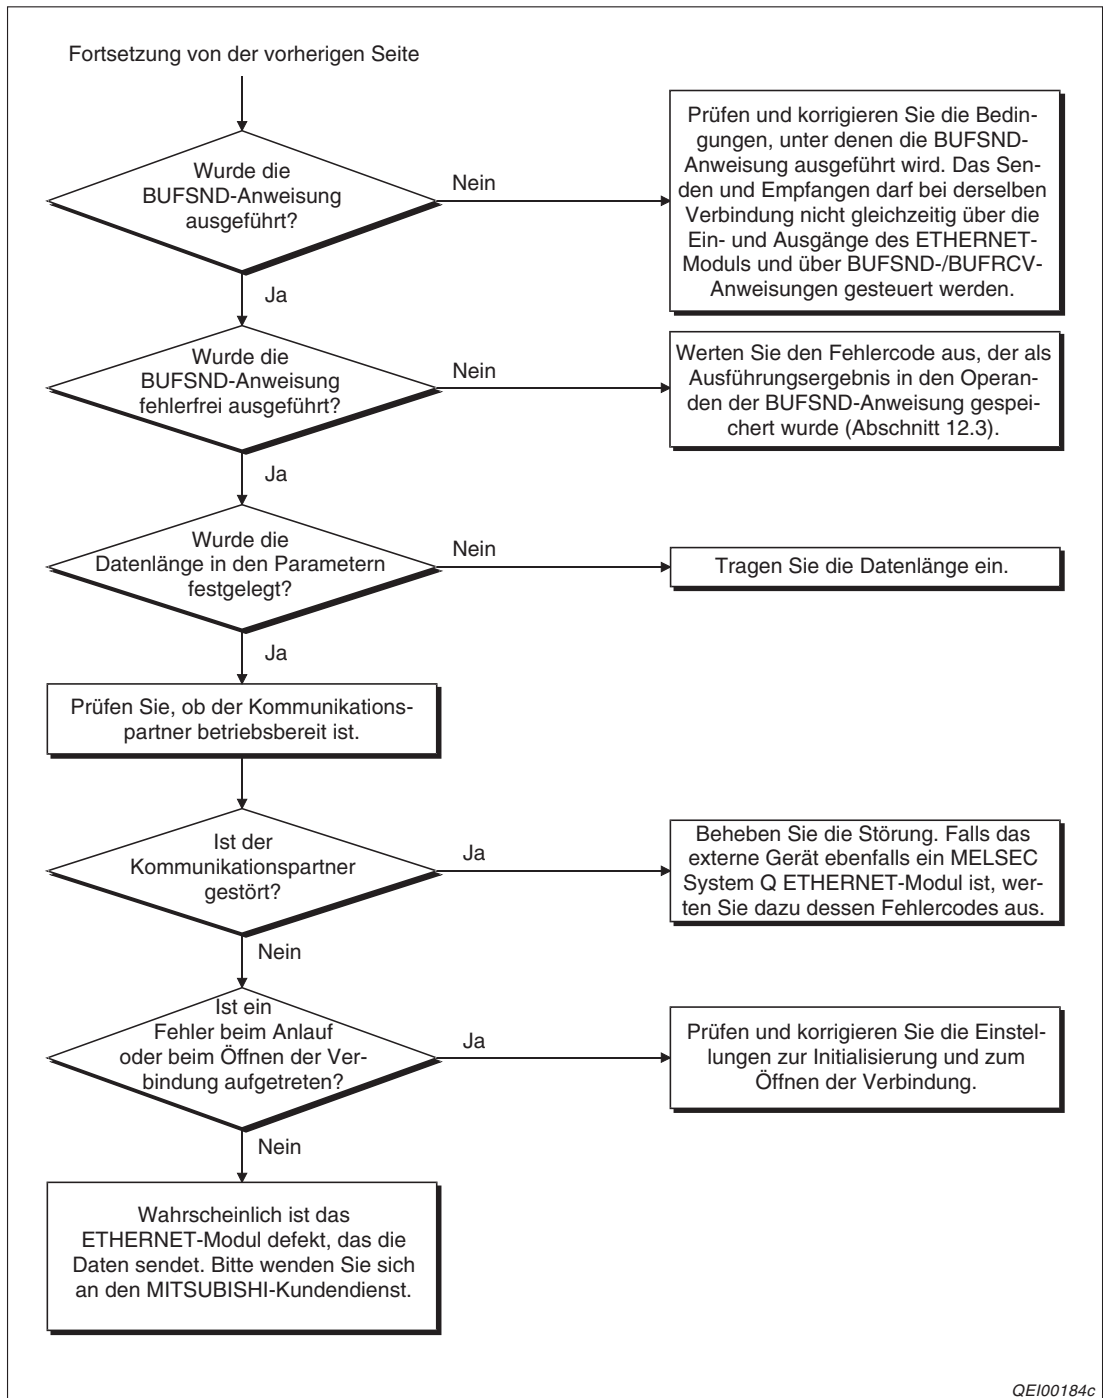 Fortsetzung von der vorherigen Seite
Wurde die
BUFSND-Anweisung
ausgeführt?
Nein
Prüfen und korrigieren Sie die Bedin-
gungen, unter denen die BUFSND-
Anweisung ausgeführt wird. Das Sen-
den und Empfangen darf bei derselben
Verbindung nicht gleichzeitig über die
Ein- und Ausgänge des ETHERNET-
Moduls und über BUFSND-/BUFRCV-
Anweisungen gesteuert werden.
Ja
Wurde die
BUFSND-Anweisung
fehlerfrei ausgeführt?
Nein
Werten Sie den Fehlercode aus, der als
Ausführungsergebnis in den Operan-
den der BUFSND-Anweisung gespei-
chert wurde (Abschnitt 12.3).
Ja
Wurde die
Datenlänge in den Parametern
festgelegt?
Nein
Tragen Sie die Datenlänge ein.
Ja
Prüfen Sie, ob der Kommunikations-
partner betriebsbereit ist.
Ist der
Kommunikationspartner
gestört?
Ja
Beheben Sie die Störung. Falls das
externe Gerät ebenfalls ein MELSEC
System Q ETHERNET-Modul ist, wer-
ten Sie dazu dessen Fehlercodes aus.
Nein
Ist ein
Fehler beim Anlauf
oder beim Öffnen der Ver-
bindung aufgetreten?
Ja
Prüfen und korrigieren Sie die Einstel-
lungen zur Initialisierung und zum
Öffnen der Verbindung.
Nein
Wahrscheinlich ist das
ETHERNET-Modul defekt, das die
Daten sendet. Bitte wenden Sie sich
an den MITSUBISHI-Kundendienst.
QEI00184c